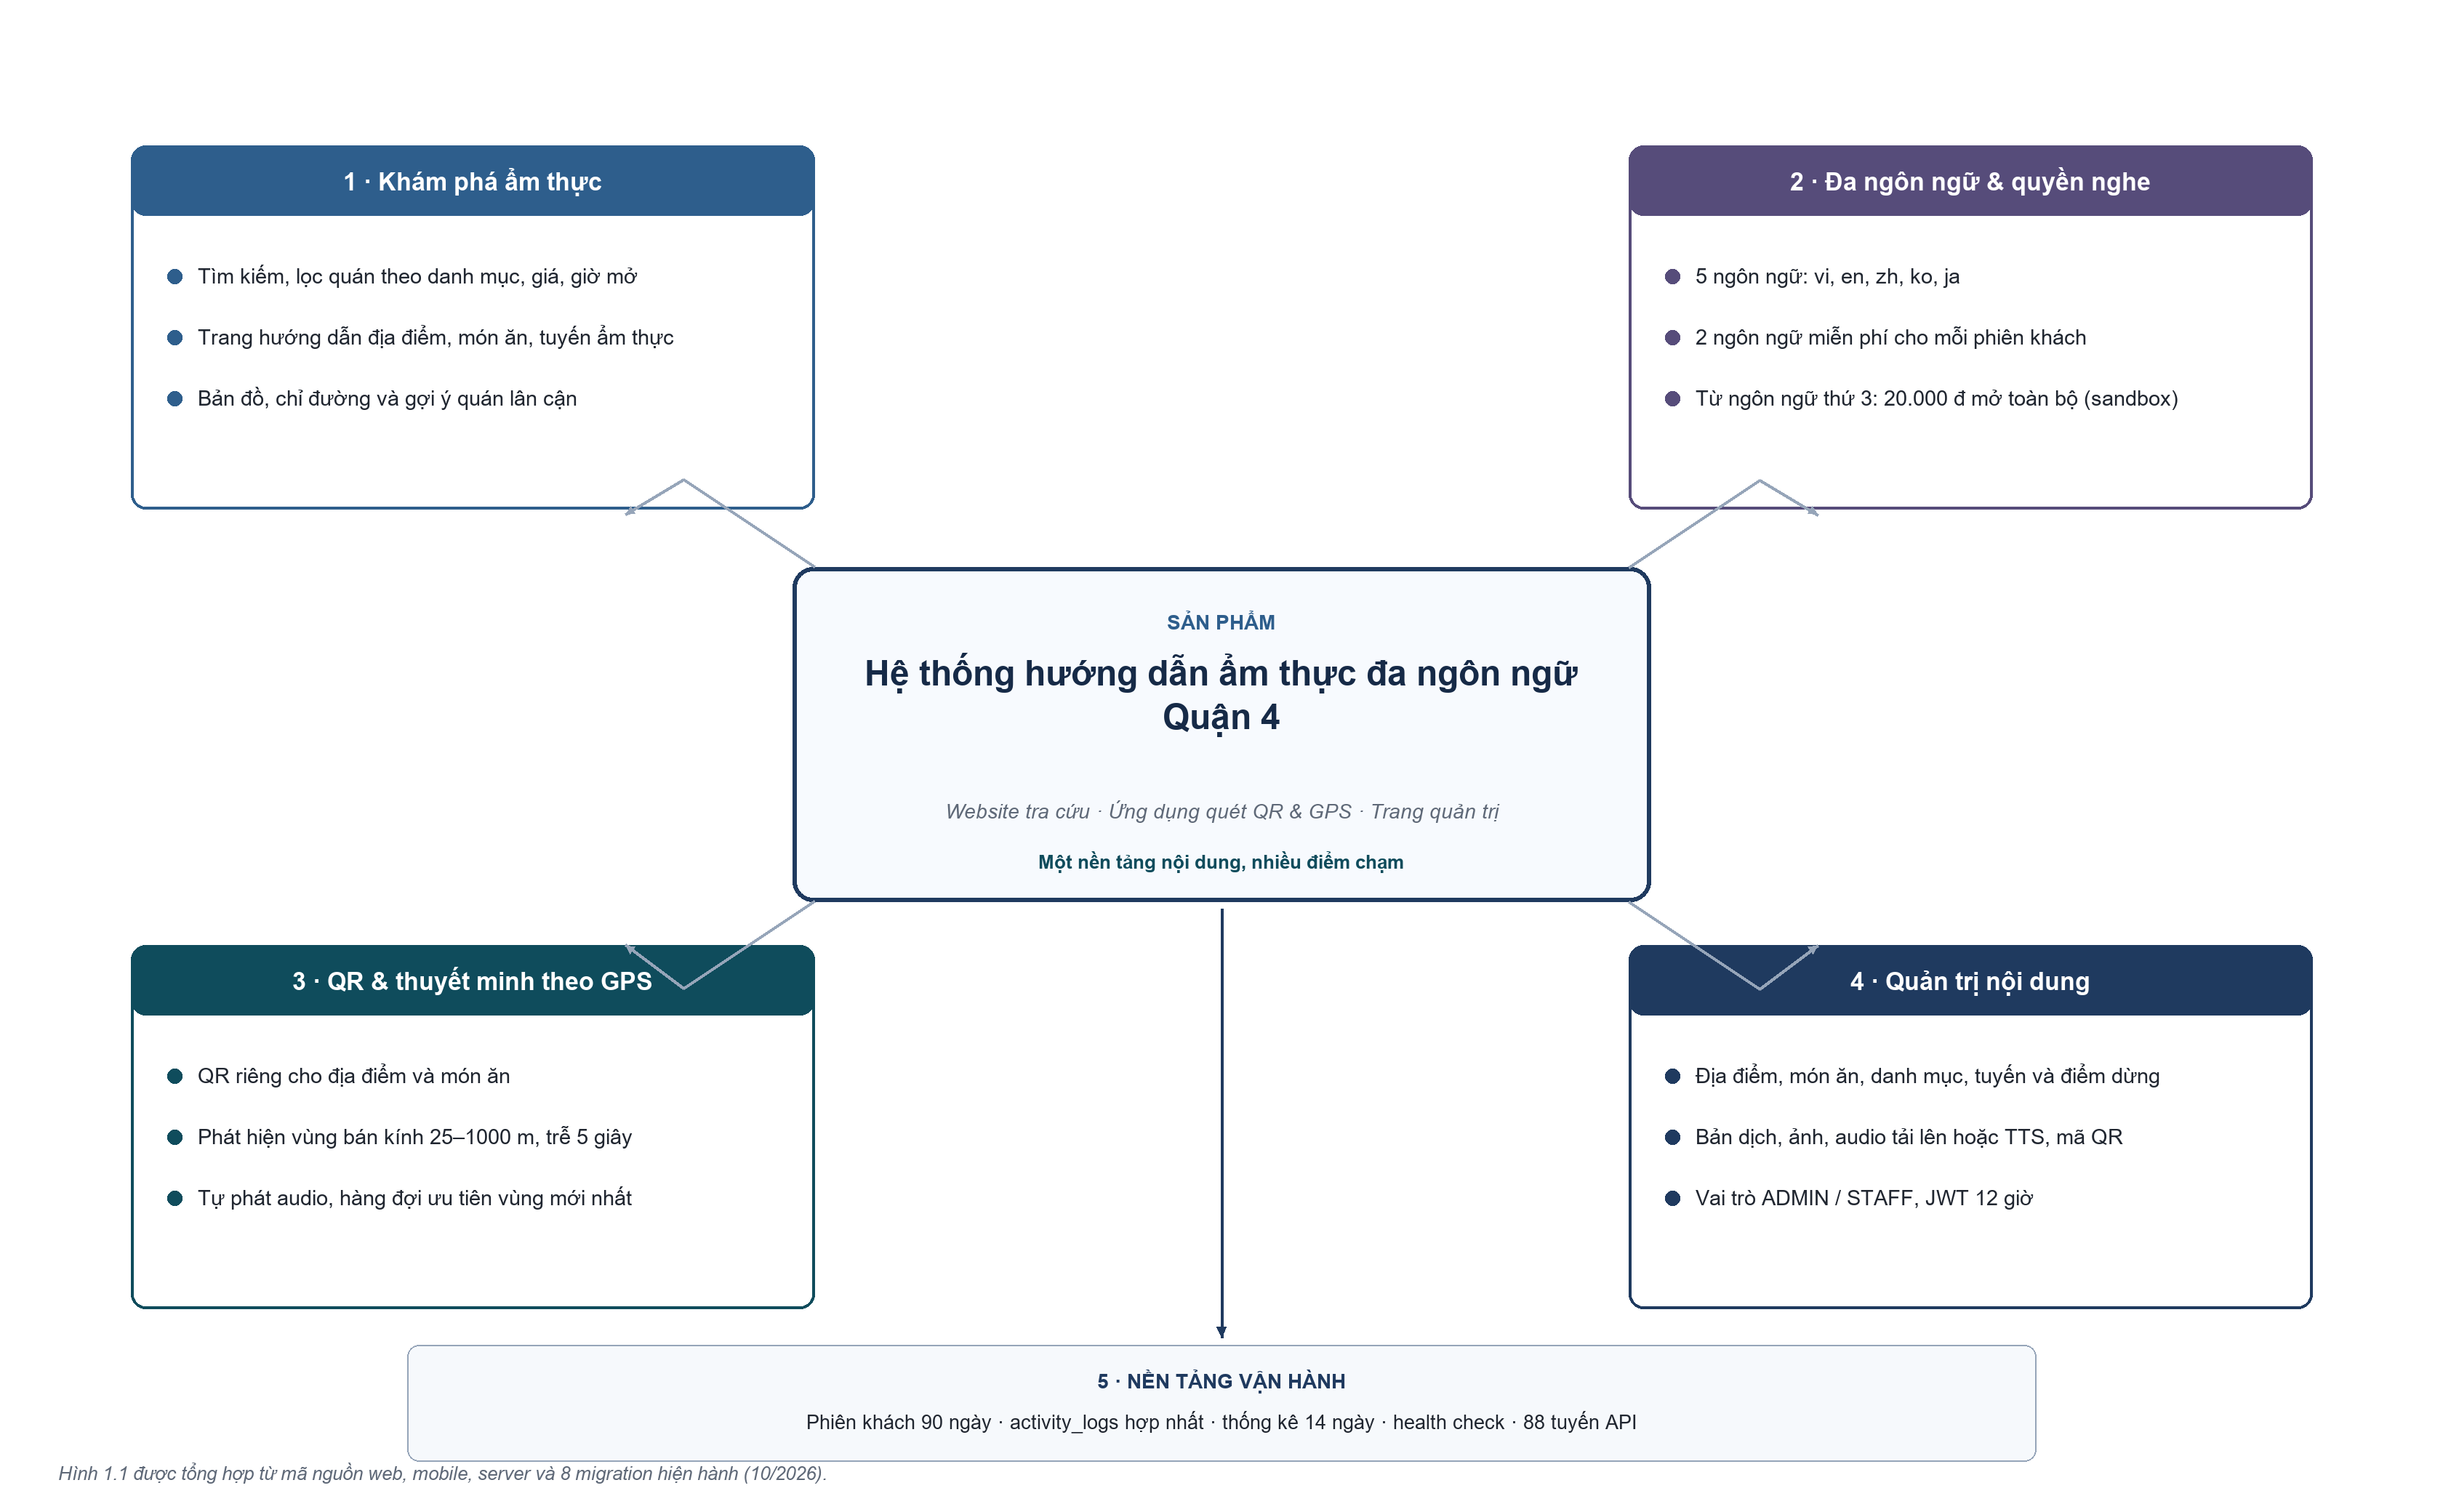 1 · Khám phá ẩm thực
Tìm kiếm, lọc quán theo danh mục, giá, giờ mở
Trang hướng dẫn địa điểm, món ăn, tuyến ẩm thực
Bản đồ, chỉ đường và gợi ý quán lân cận
2 · Đa ngôn ngữ & quyền nghe
5 ngôn ngữ: vi, en, zh, ko, ja
2 ngôn ngữ miễn phí cho mỗi phiên khách
Từ ngôn ngữ thứ 3: 20.000 đ mở toàn bộ (sandbox)
SẢN PHẨM
Hệ thống hướng dẫn ẩm thực đa ngôn ngữ
Quận 4
Website tra cứu · Ứng dụng quét QR & GPS · Trang quản trị
Một nền tảng nội dung, nhiều điểm chạm
3 · QR & thuyết minh theo GPS
QR riêng cho địa điểm và món ăn
Phát hiện vùng bán kính 25–1000 m, trễ 5 giây
Tự phát audio, hàng đợi ưu tiên vùng mới nhất
4 · Quản trị nội dung
Địa điểm, món ăn, danh mục, tuyến và điểm dừng
Bản dịch, ảnh, audio tải lên hoặc TTS, mã QR
Vai trò ADMIN / STAFF, JWT 12 giờ
5 · NỀN TẢNG VẬN HÀNH
Phiên khách 90 ngày · activity_logs hợp nhất · thống kê 14 ngày · health check · 88 tuyến API
Hình 1.1 được tổng hợp từ mã nguồn web, mobile, server và 8 migration hiện hành (10/2026).